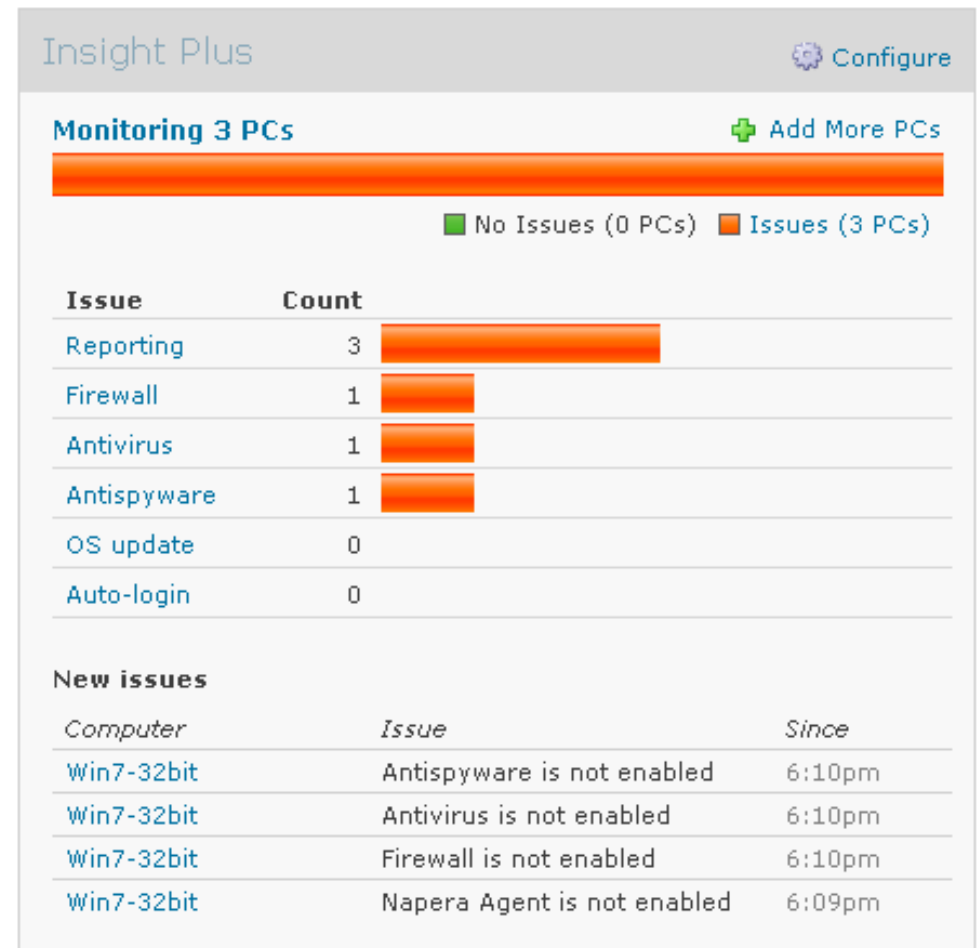 Insight Plus Configure
Monitoring 3 PCs Add More PCs
No Issues (0 PCs) Issues (3 PCs)
Issue Count
Reporting 3
Firewall 1
Antivirus 1
Antispyware 1
OS update 0
Auto-login 0
New issues
Computer Issue Since
Win7-32bit Antispyware is not enabled 6:10pm
Win7-32bit Antivirus is not enabled 6:10pm
Win7-32bit Firewall is not enabled 6:10pm
Win7-32bit Napera Agent is not enabled 6:09pm